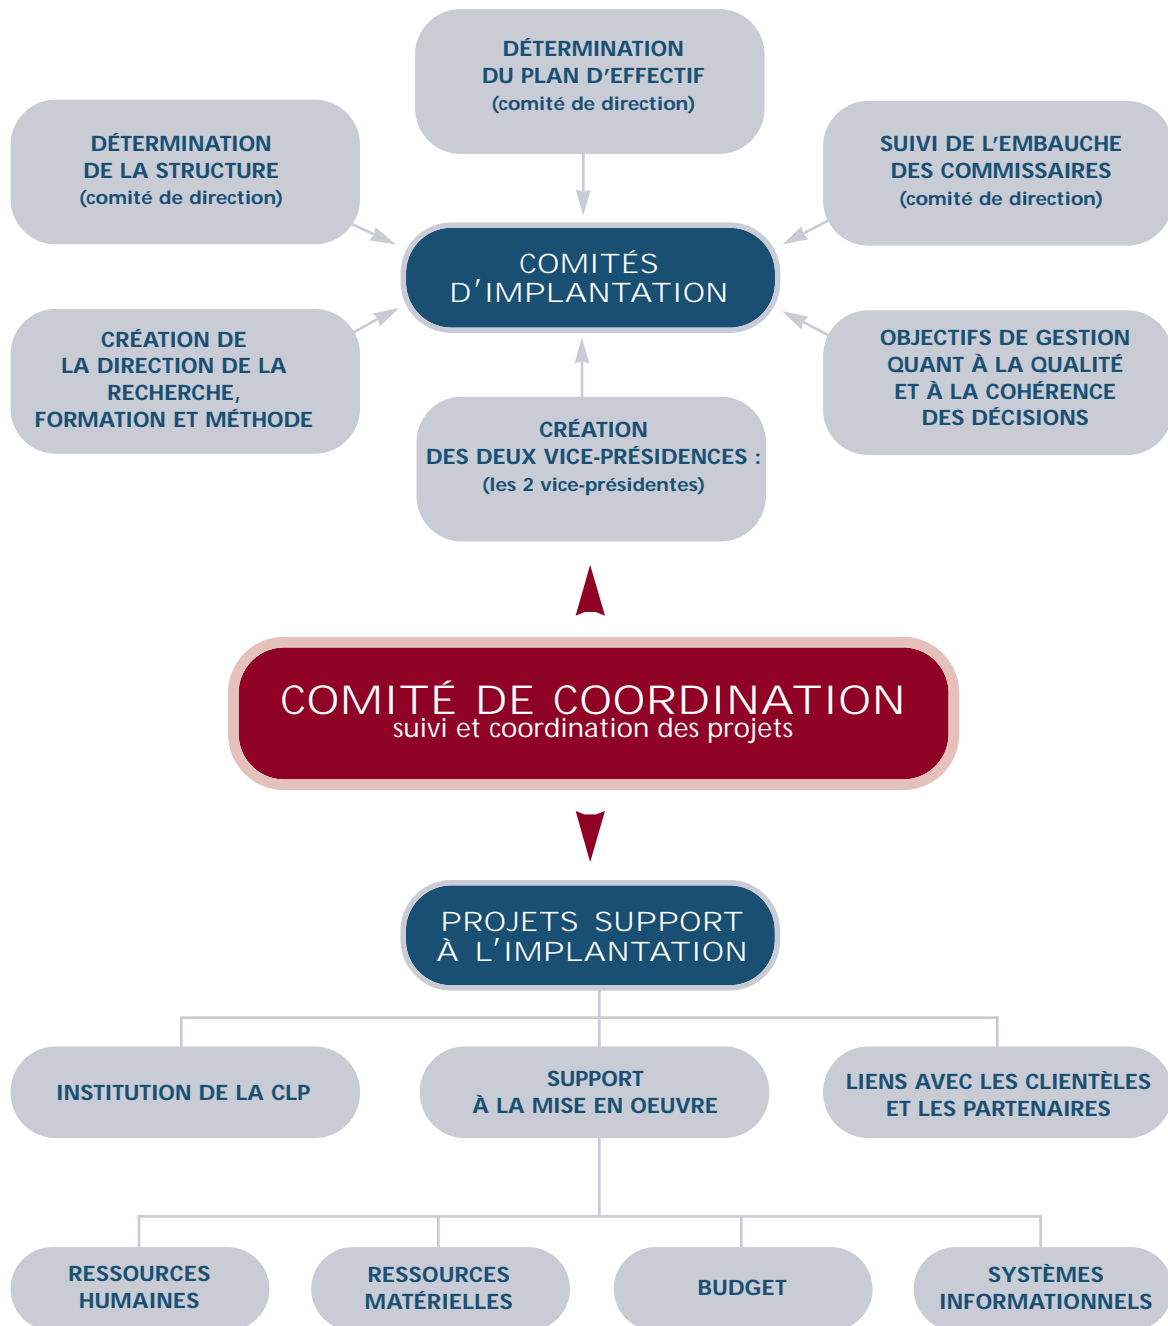 DÉTERMINATION
DU PLAN D'EFFECTIF
(comité de direction)
DÉTERMINATION
DE LA STRUCTURE
(comité de direction)
SUIVI DE L'EMBAUCHE
DES COMMISSAIRES
(comité de direction)
COMITÉS
D'IMPLANTATION
CRÉATION DE
LA DIRECTION DE LA
RECHERCHE,
FORMATION ET MÉTHODE
OBJECTIFS DE GESTION
QUANT À LA QUALITÉ
ET À LA COHÉRENCE
DES DÉCISIONS
CRÉATION
DES DEUX VICE-PRÉSIDENCES :
(les 2 vice-présidentes)
COMITÉ DE COORDINATION
suivi et coordination des projets
PROJETS SUPPORT
À L'IMPLANTATION
INSTITUTION DE LA CLP
SUPPORT
À LA MISE EN OEUVRE
LIENS AVEC LES CLIENTÈLES
ET LES PARTENAIRES
RESSOURCES
HUMAINES
RESSOURCES
MATÉRIELLES
BUDGET
SYSTÈMES
INFORMATIONNELS